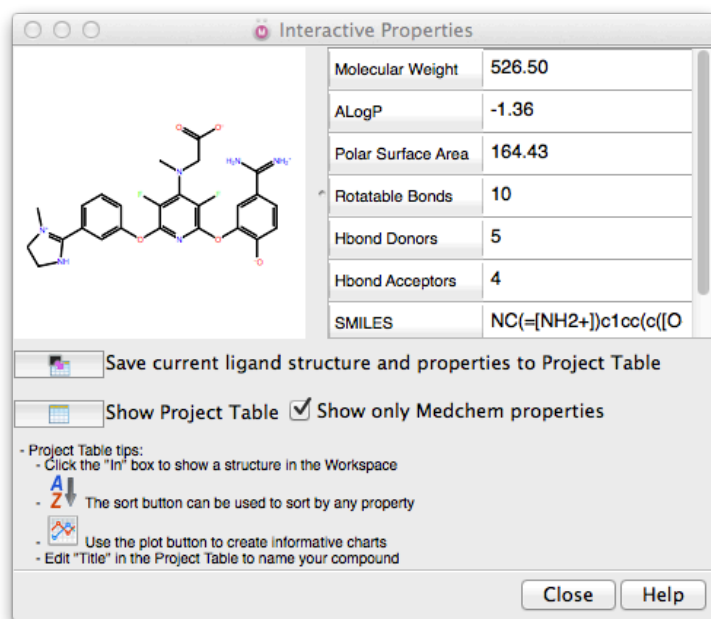 Interactive Properties
Molecular Weight 526.50
ALogP -1.36
Polar Surface Area 164.43
Rotatable Bonds 10
Hbond Donors 5
Hbond Acceptors 4
SMILES NC(=[NH2+])c1cc(c([O
O O⁻
N
H₂N NH₂⁺
F F
N⁺
O N O
NH
⁻O
Save current ligand structure and properties to Project Table
Show Project Table Show only Medchem properties
- Project Table tips:
- Click the "In" box to show a structure in the Workspace
- A Z The sort button can be used to sort by any property
- Use the plot button to create informative charts
- Edit "Title" in the Project Table to name your compound
Close Help